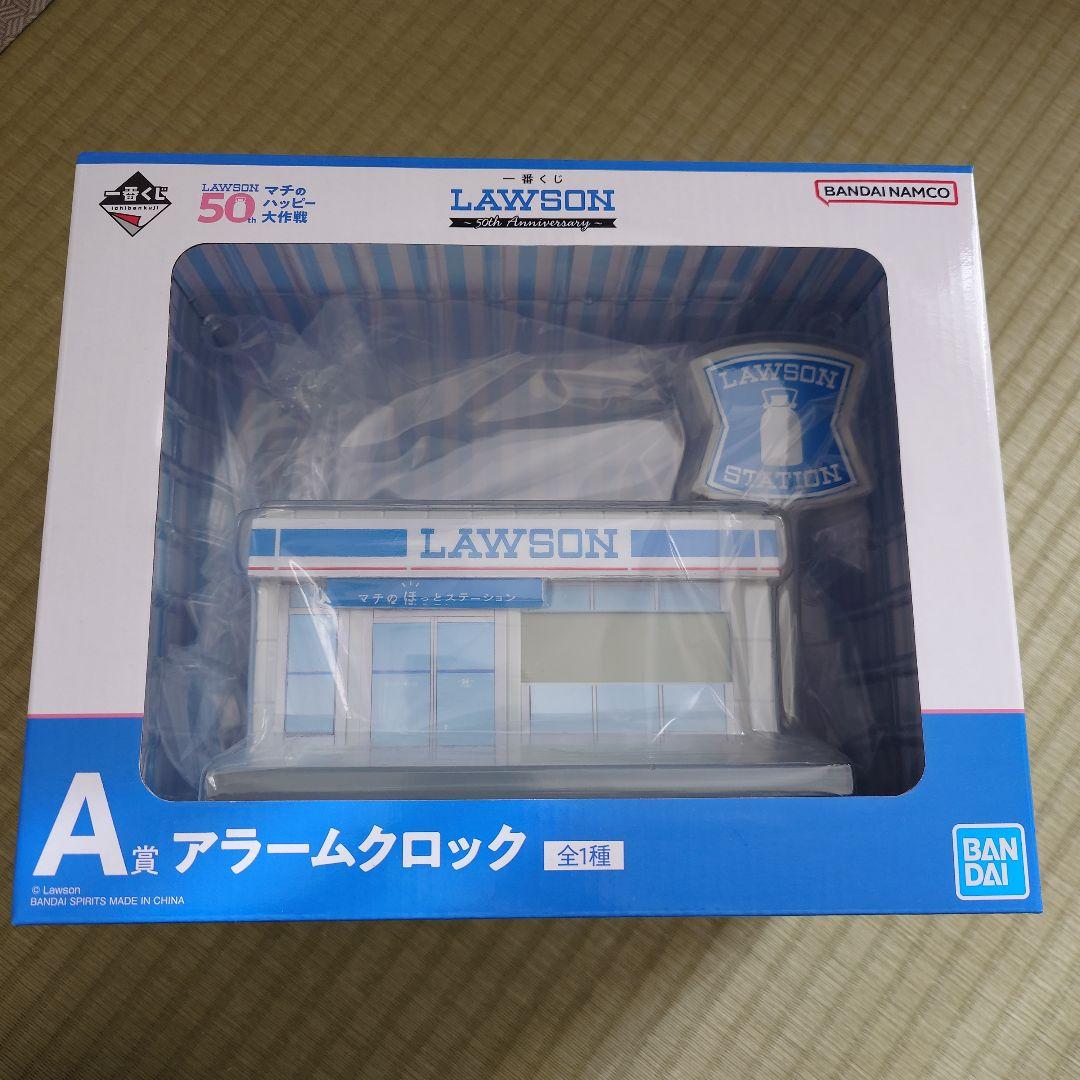 一番くじ
ichibankuji
LAWSON
50th
マチの
ハッピー
大作戦
一番くじ
LAWSON
~ 50th Anniversary ~
BANDAI NAMCO
LAWSON
STATION
LAWSON
マチのほっとステーション
A賞 アラームクロック 全1種
© Lawson
BANDAI SPIRITS MADE IN CHINA
BAN
DAI